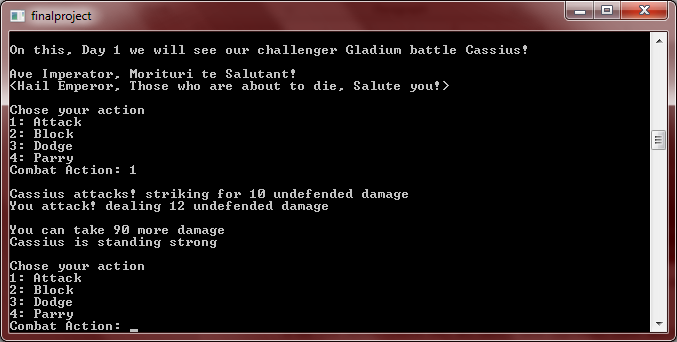 finalproject
On this, Day 1 we will see our challenger Gladium battle Cassius!
Ave Imperator, Morituri te Salutant!
<Hail Emperor, Those who are about to die, Salute you!>
Chose your action
1: Attack
2: Block
3: Dodge
4: Parry
Combat Action: 1
Cassius attacks! striking for 10 undefended damage
You attack! dealing 12 undefended damage
You can take 90 more damage
Cassius is standing strong
Chose your action
1: Attack
2: Block
3: Dodge
4: Parry
Combat Action: _